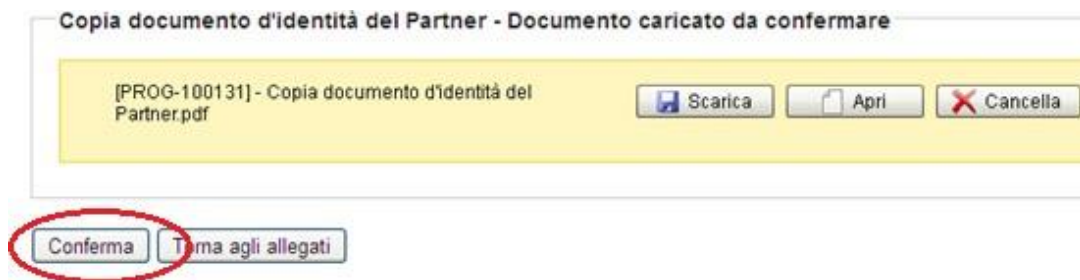 Copia documento d'identità del Partner - Documento caricato da confermare
[PROG-100131] - Copia documento d'identità del
Partner.pdf
Scarica
Apri
Cancella
Conferma
Torna agli allegati